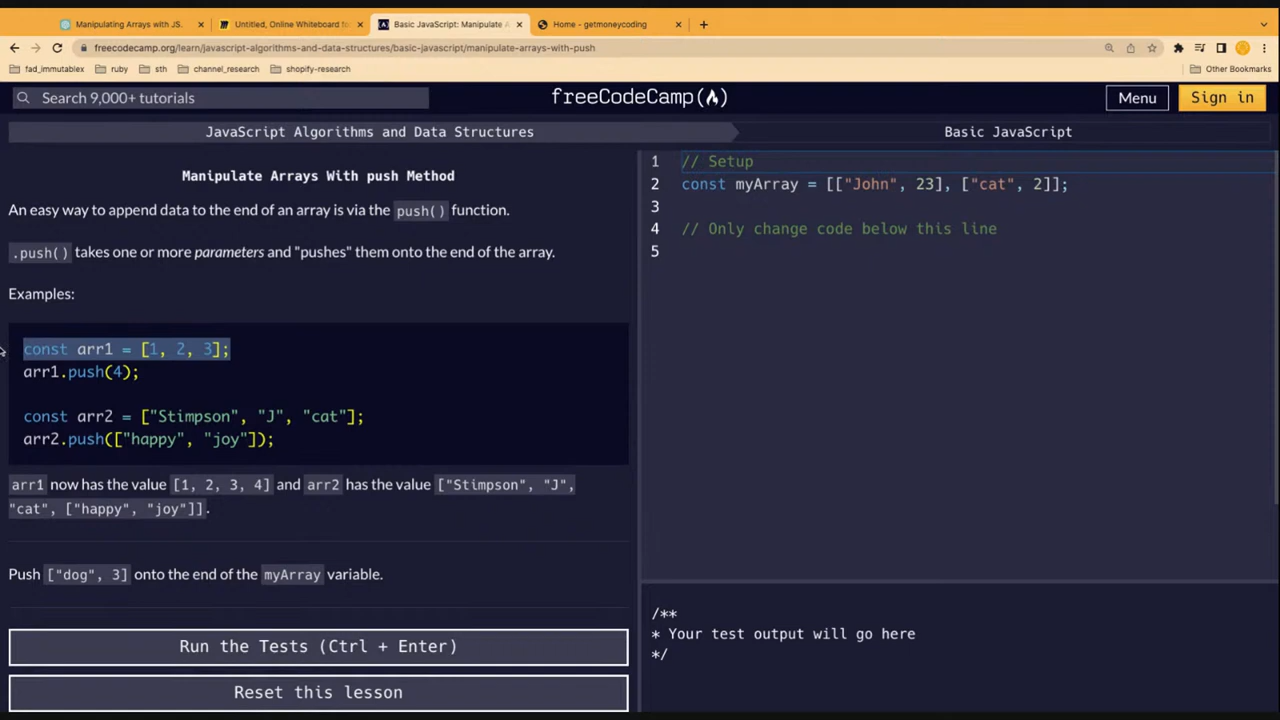 Manipulating Arrays with JS.
Untitled, Online Whiteboard fo
Basic JavaScript: Manipulate A
Home - getmoneycoding
freecodecamp.org/learn/javascript-algorithms-and-data-structures/basic-javascript/manipulate-arrays-with-push
fad_immutablex
ruby
sth
channel_research
shopify-research
Other Bookmarks
Search 9,000+ tutorials
freeCodeCamp
Menu
Sign in
JavaScript Algorithms and Data Structures
Basic JavaScript
Manipulate Arrays With push Method
An easy way to append data to the end of an array is via the push() function.
.push() takes one or more parameters and "pushes" them onto the end of the array.
Examples:
const arr1 = [1, 2, 3];
arr1.push(4);
const arr2 = ["Stimpson", "J", "cat"];
arr2.push(["happy", "joy"]);
arr1 now has the value [1, 2, 3, 4] and arr2 has the value ["Stimpson", "J",
"cat", ["happy", "joy"]].
Push ["dog", 3] onto the end of the myArray variable.
Run the Tests (Ctrl + Enter)
Reset this lesson
1 // Setup
2 const myArray = [["John", 23], ["cat", 2]];
3
4 // Only change code below this line
5
/**
* Your test output will go here
*/